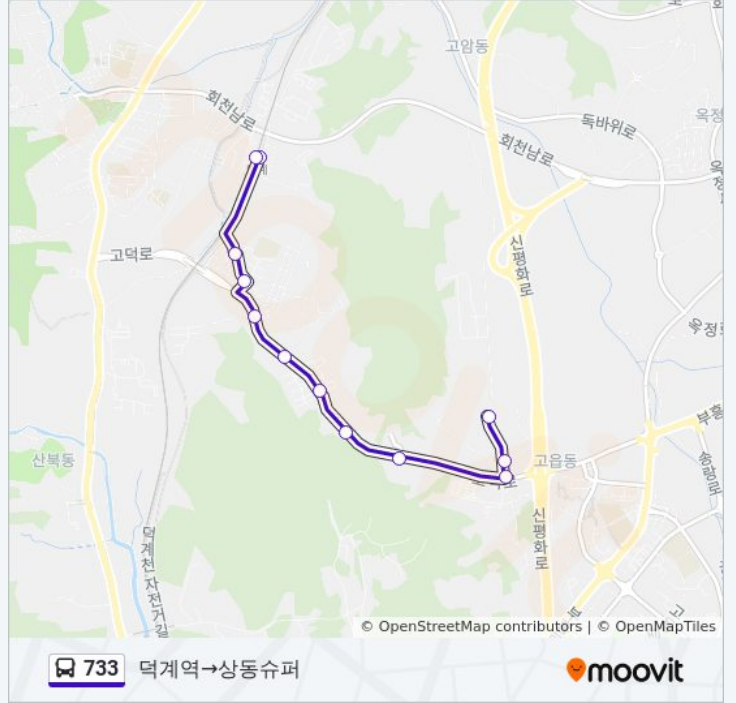 고암동
회천남로
독바위로
옥정
회천남로
고덕로
신평화로
부흥
송랑로
산북동
고읍동
신평화로
덕계천 자전거길
© OpenStreetMap contributors | © OpenMapTiles
733 덕계역→상동슈퍼
moovit